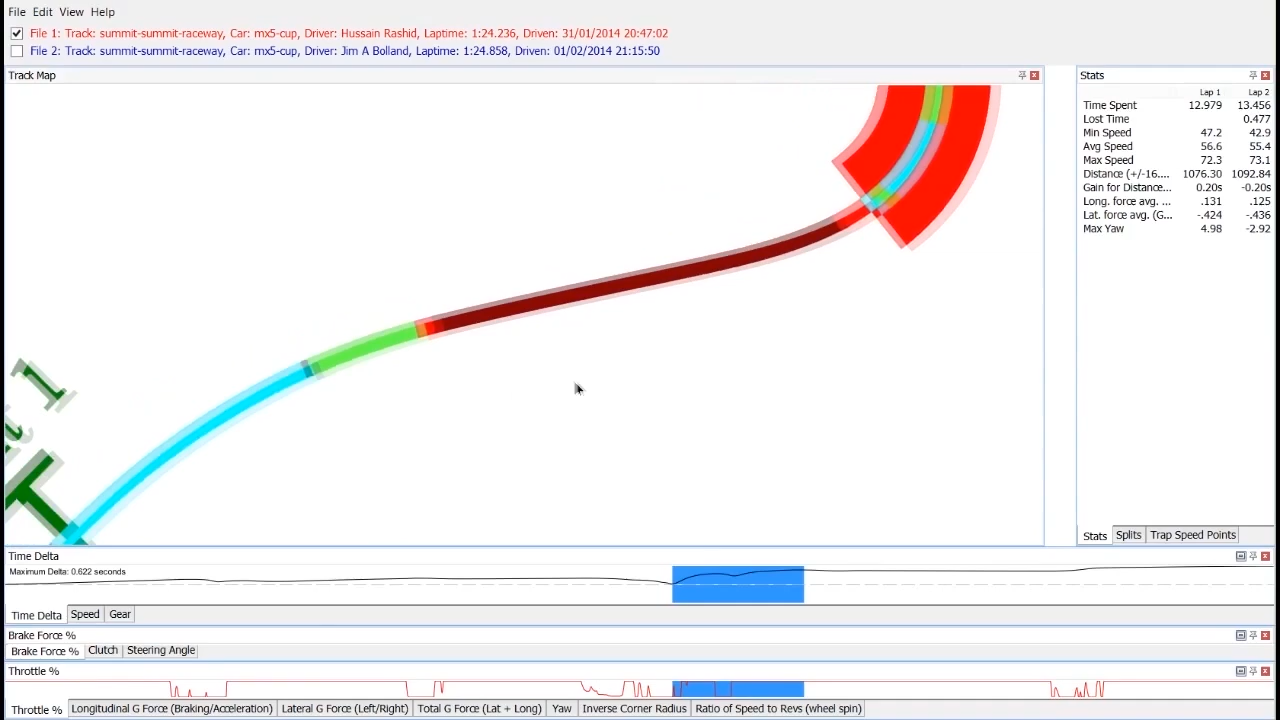 File Edit View Help
File 1: Track: summit-summit-raceway, Car: mx5-cup, Driver: Hussain Rashid, Laptime: 1:24.236, Driven: 31/01/2014 20:47:02
File 2: Track: summit-summit-raceway, Car: mx5-cup, Driver: Jim A Bolland, Laptime: 1:24.858, Driven: 01/02/2014 21:15:50
Track Map
Stats
Lap 1 Lap 2
Time Spent 12.979 13.456
Lost Time 0.477
Min Speed 47.2 42.9
Avg Speed 56.6 55.4
Max Speed 72.3 73.1
Distance (+/-16.... 1076.30 1092.84
Gain for Distance... 0.20s -0.20s
Long. force avg. ... .131 .125
Lat. force avg. (G... -.424 -.436
Max Yaw 4.98 -2.92
1
T
Stats Splits Trap Speed Points
Time Delta
Maximum Delta: 0.622 seconds
Time Delta Speed Gear
Brake Force %
Brake Force % Clutch Steering Angle
Throttle %
Throttle % Longitudinal G Force (Braking/Acceleration) Lateral G Force (Left/Right) Total G Force (Lat + Long) Yaw Inverse Corner Radius Ratio of Speed to Revs (wheel spin)